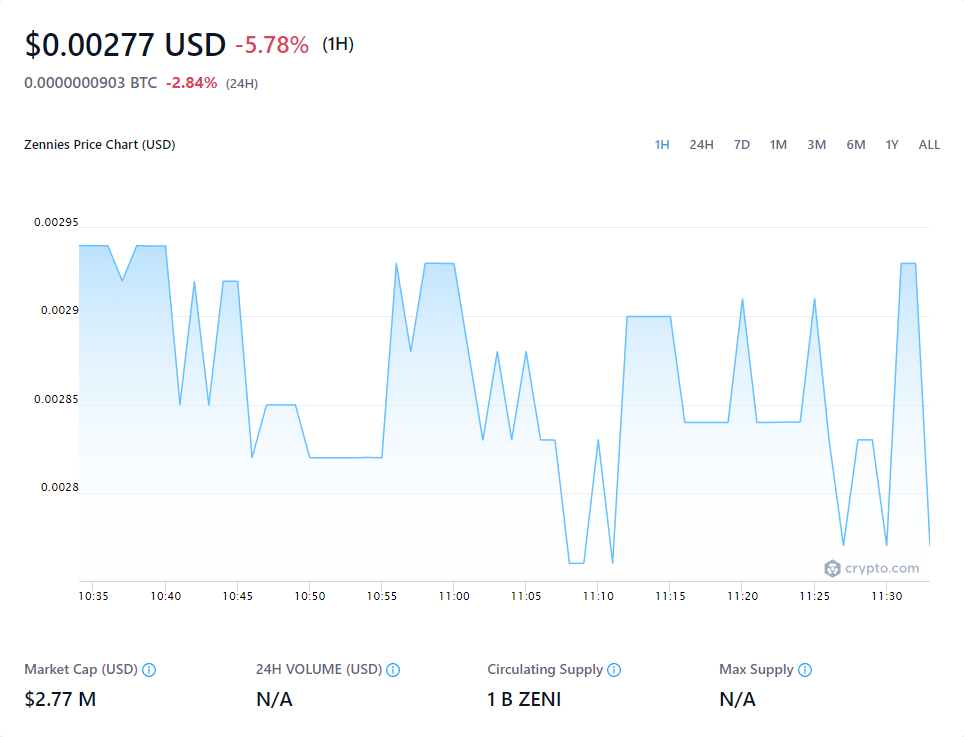 $0.00277 USD -5.78% (1H)
0.0000000903 BTC -2.84% (24H)
Zennies Price Chart (USD) 1H 24H 7D 1M 3M 6M 1Y ALL
0.00295
0.0029
0.00285
0.0028
crypto.com
10:35 10:40 10:45 10:50 10:55 11:00 11:05 11:10 11:15 11:20 11:25 11:30
Market Cap (USD) 24H VOLUME (USD) Circulating Supply Max Supply
$2.77 M N/A 1 B ZENI N/A